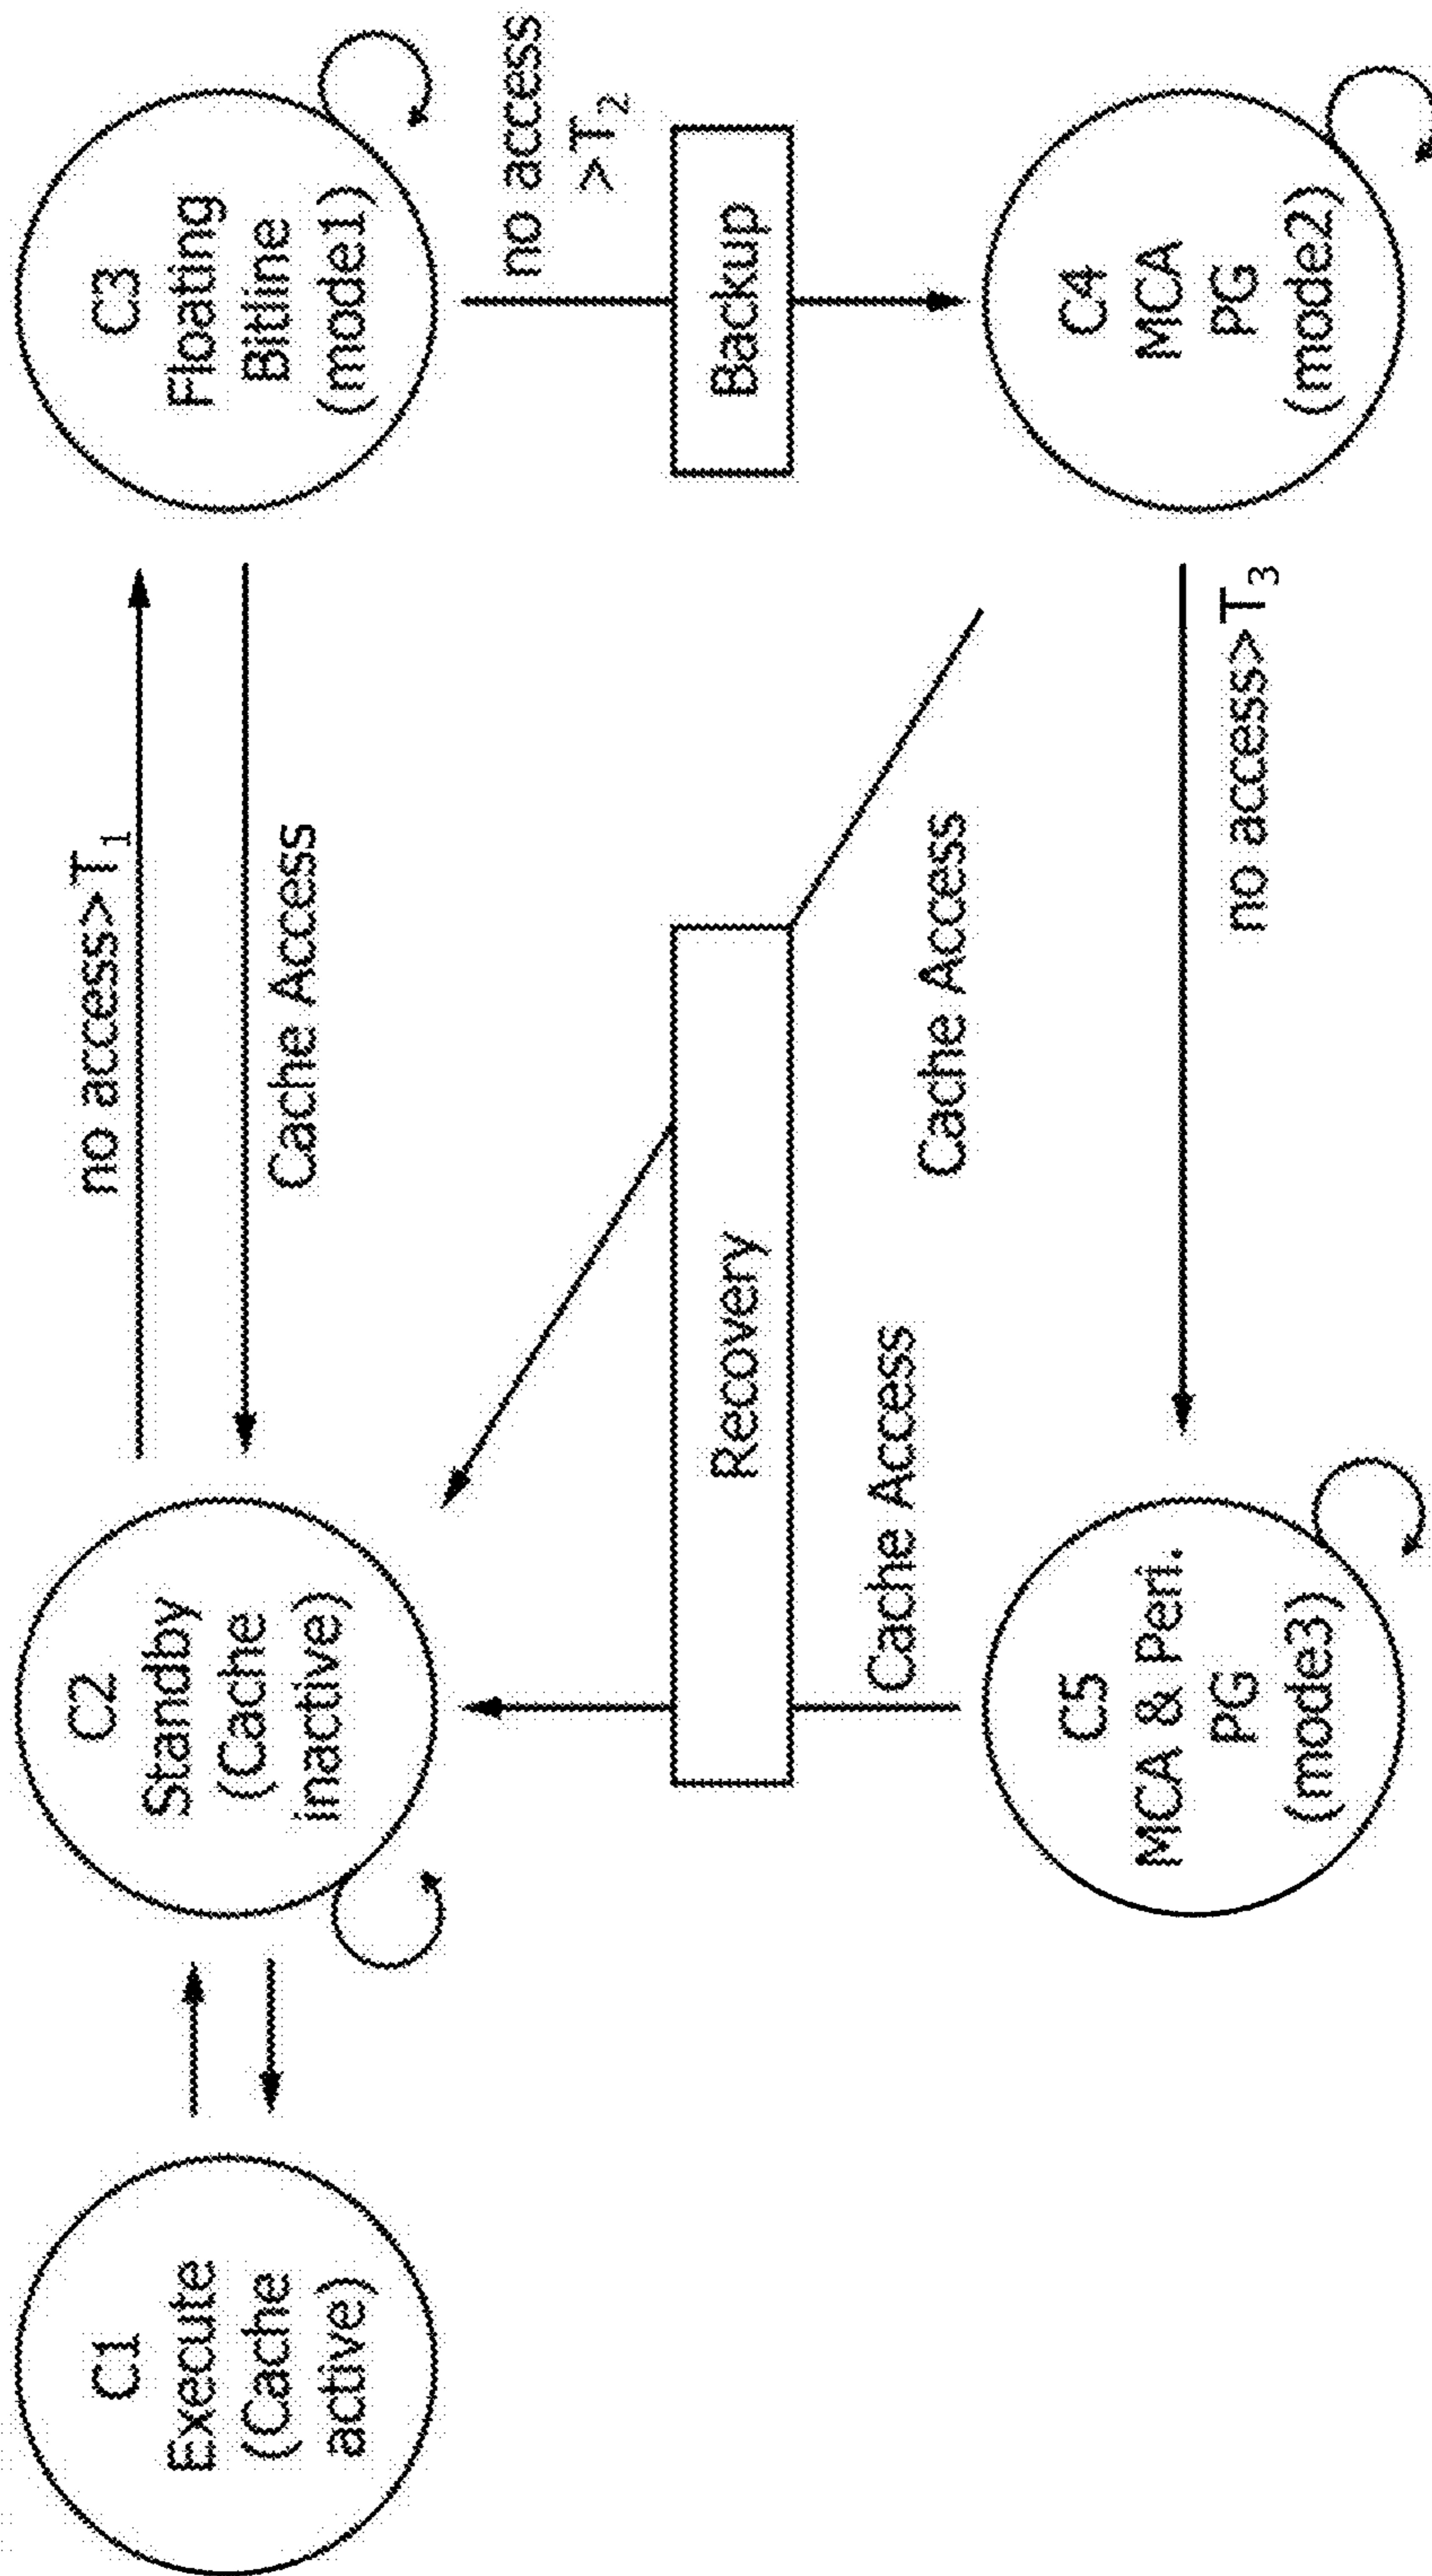 C1
Execute
(Cache
active)
C2
Standby
(Cache
inactive)
no access>T1
Cache Access
C3
Floating
Bitline
(mode1)
no access
>T2
Backup
Recovery
Cache Access
Cache Access
C5
MCA & Peri.
PG
(mode3)
no access>T3
C4
MCA
PG
(mode2)